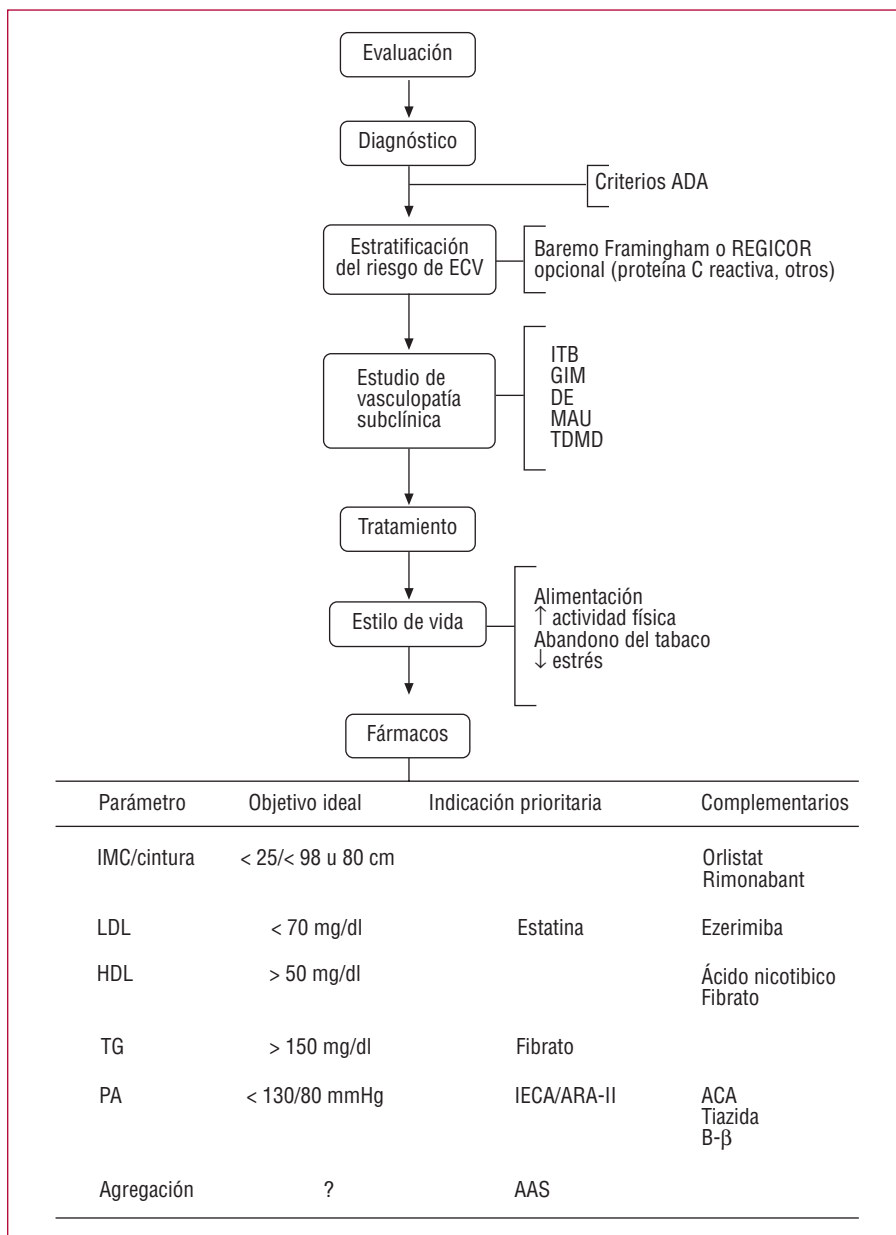 Evaluación
Diagnóstico
Criterios ADA
Estratificación
del riesgo de ECV
Baremo Framingham o REGICOR
opcional (proteína C reactiva, otros)
Estudio de
vasculopatía
subclínica
ITB
GIM
DE
MAU
TDMD
Tratamiento
Estilo de vida
Alimentación
↑ actividad física
Abandono del tabaco
↓ estrés
Fármacos
Parámetro Objetivo ideal Indicación prioritaria Complementarios
IMC/cintura < 25/< 98 u 80 cm Orlistat
Rimonabant
LDL < 70 mg/dl Estatina Ezerimiba
HDL > 50 mg/dl Ácido nicotibico
Fibrato
TG > 150 mg/dl Fibrato
PA < 130/80 mmHg IECA/ARA-II ACA
Tiazida
B-β
Agregación ? AAS